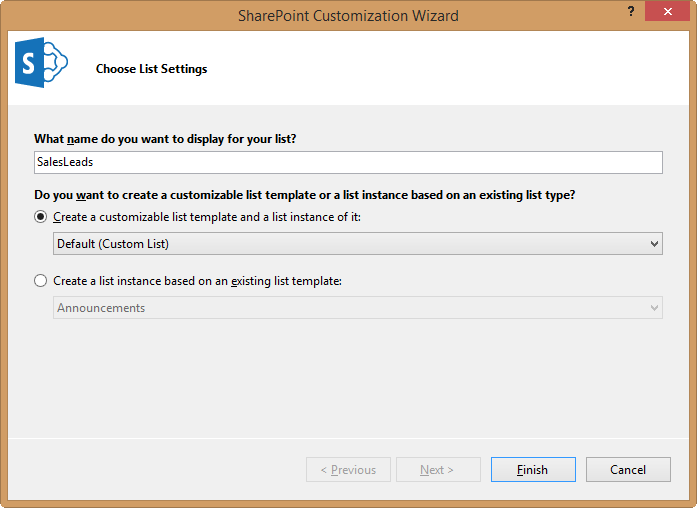 SharePoint Customization Wizard
?
S
Choose List Settings
What name do you want to display for your list?
SalesLeads
Do you want to create a customizable list template or a list instance based on an existing list type?
Create a customizable list template and a list instance of it:
Default (Custom List)
Create a list instance based on an existing list template:
Announcements
< Previous
Next >
Finish
Cancel